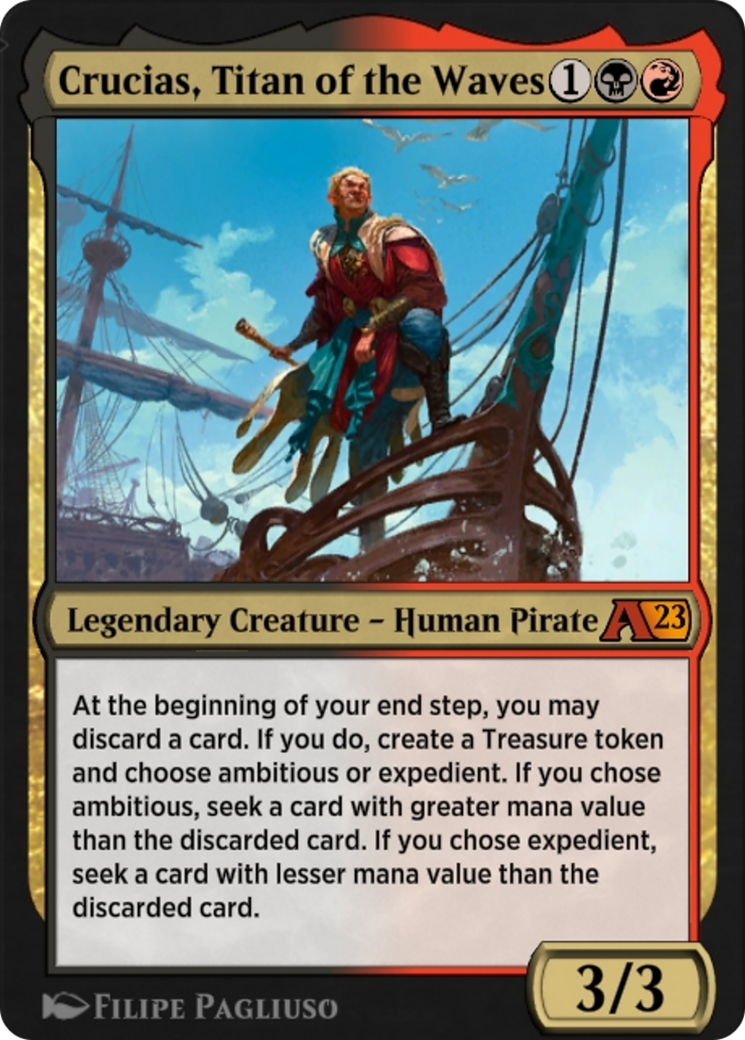 Crucias, Titan of the Waves 1
Legendary Creature – Human Pirate A23
At the beginning of your end step, you may
discard a card. If you do, create a Treasure token
and choose ambitious or expedient. If you chose
ambitious, seek a card with greater mana value
than the discarded card. If you chose expedient,
seek a card with lesser mana value than the
discarded card.
3/3
FILIPE PAGLIUSO